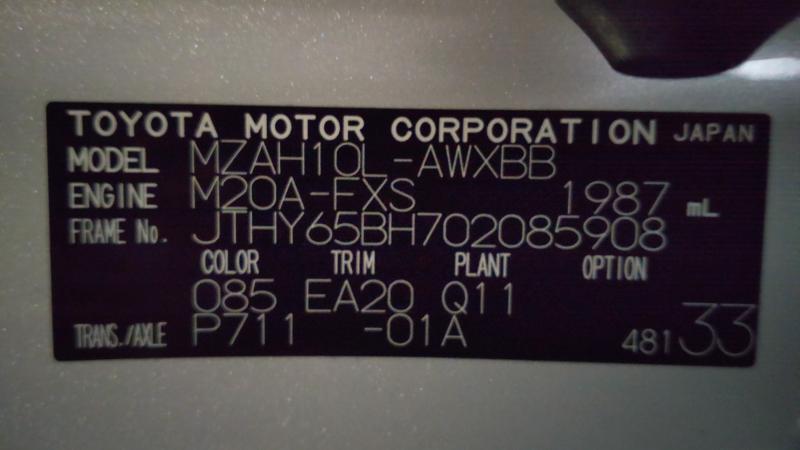 TOYOTA MOTOR CORPORATION JAPAN
MODEL MZAH10L-AWXBB
ENGINE M20A-FXS 1987 mL
FRAME No. JTHY65BH702085908
COLOR TRIM PLANT OPTION
085 EA20 Q11
TRANS./AXLE P711 -01A 481 33